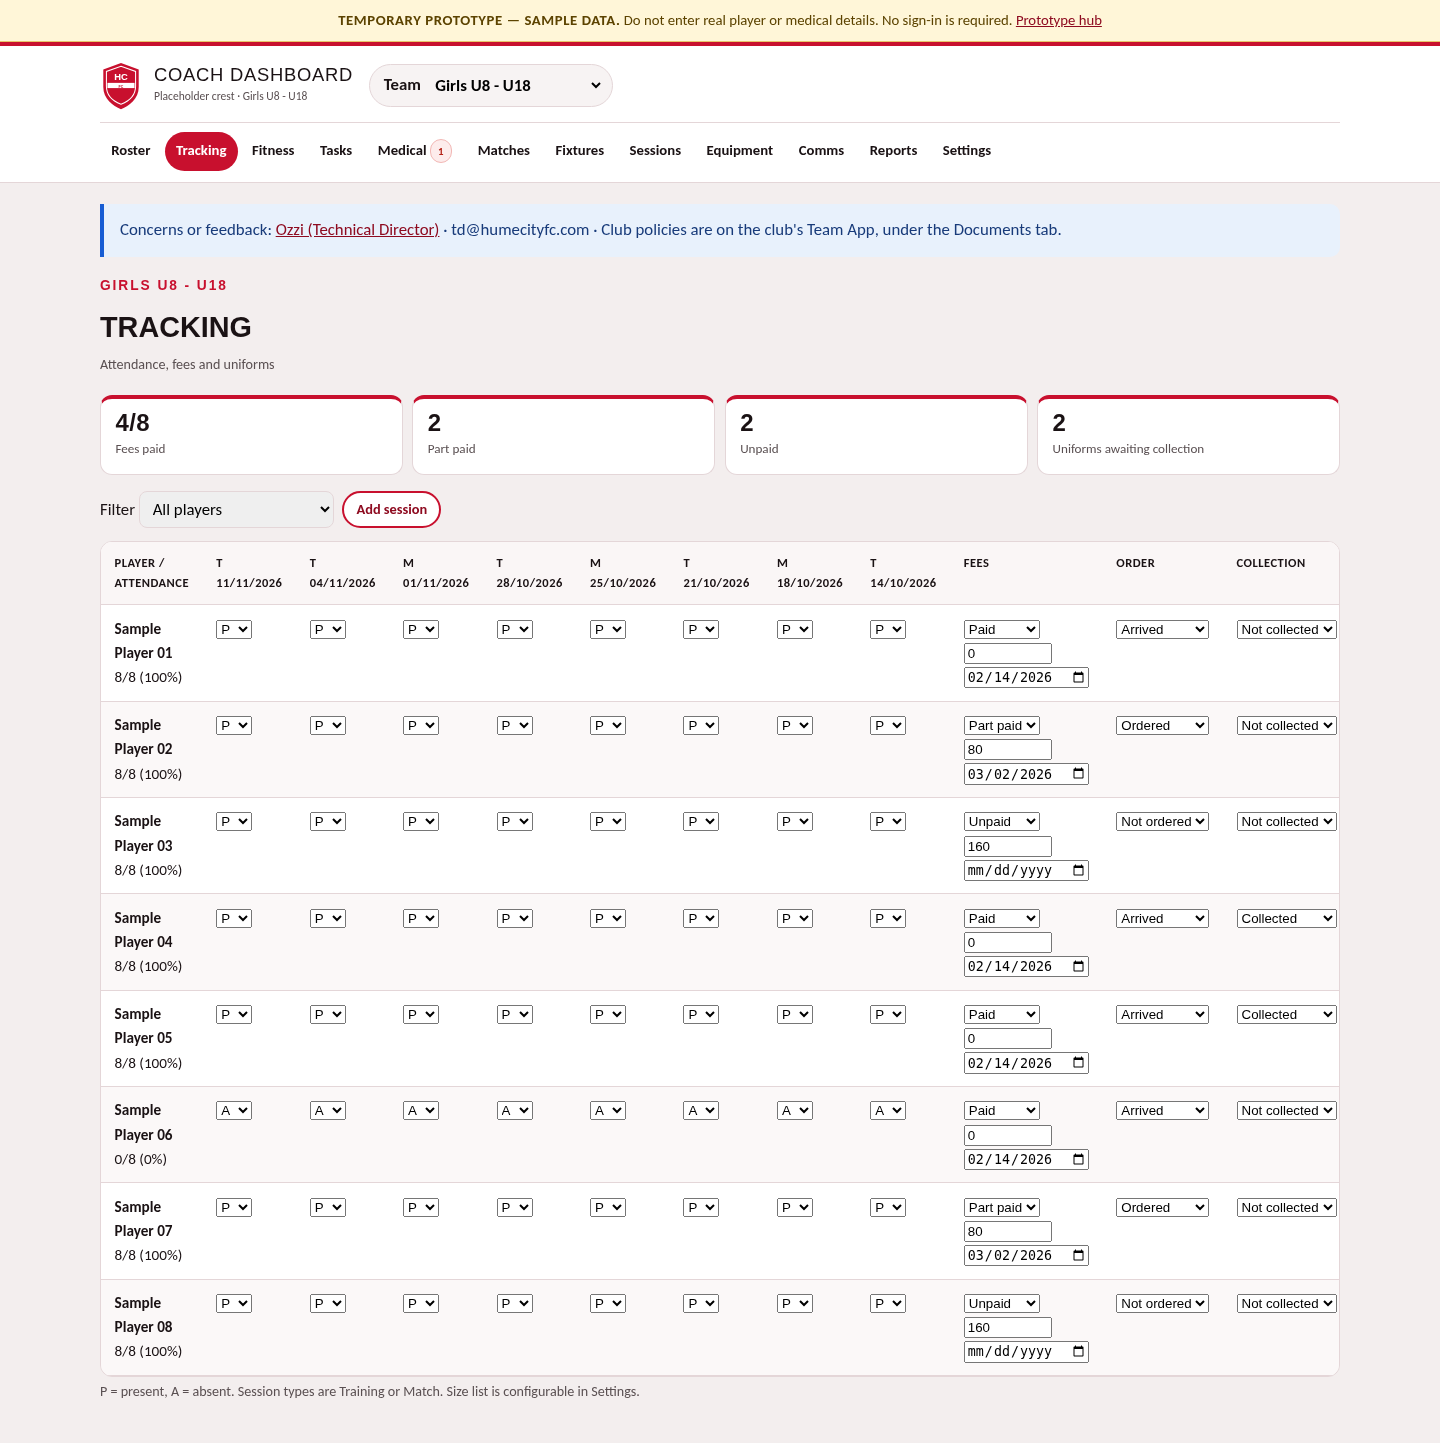 TEMPORARY PROTOTYPE — SAMPLE DATA. Do not enter real player or medical details. No sign-in is required. Prototype hub
HC
FC
COACH DASHBOARD
Placeholder crest · Girls U8 - U18
Team Girls U8 - U18
Roster Tracking Fitness Tasks Medical 1 Matches Fixtures Sessions Equipment Comms Reports Settings
Concerns or feedback: Ozzi (Technical Director) · td@humecityfc.com · Club policies are on the club's Team App, under the Documents tab.
GIRLS U8 - U18
TRACKING
Attendance, fees and uniforms
4/8 2 2 2
Fees paid Part paid Unpaid Uniforms awaiting collection
Filter All players Add session
PLAYER / T T M T M T M T FEES ORDER COLLECTION
ATTENDANCE 11/11/2026 04/11/2026 01/11/2026 28/10/2026 25/10/2026 21/10/2026 18/10/2026 14/10/2026
Sample P P P P P P P P Paid Arrived Not collected
Player 01 0
8/8 (100%) 02/14/2026
Sample P P P P P P P P Part paid Ordered Not collected
Player 02 80
8/8 (100%) 03/02/2026
Sample P P P P P P P P Unpaid Not ordered Not collected
Player 03 160
8/8 (100%) mm/dd/yyyy
Sample P P P P P P P P Paid Arrived Collected
Player 04 0
8/8 (100%) 02/14/2026
Sample P P P P P P P P Paid Arrived Collected
Player 05 0
8/8 (100%) 02/14/2026
Sample A A A A A A A A Paid Arrived Not collected
Player 06 0
0/8 (0%) 02/14/2026
Sample P P P P P P P P Part paid Ordered Not collected
Player 07 80
8/8 (100%) 03/02/2026
Sample P P P P P P P P Unpaid Not ordered Not collected
Player 08 160
8/8 (100%) mm/dd/yyyy
P = present, A = absent. Session types are Training or Match. Size list is configurable in Settings.